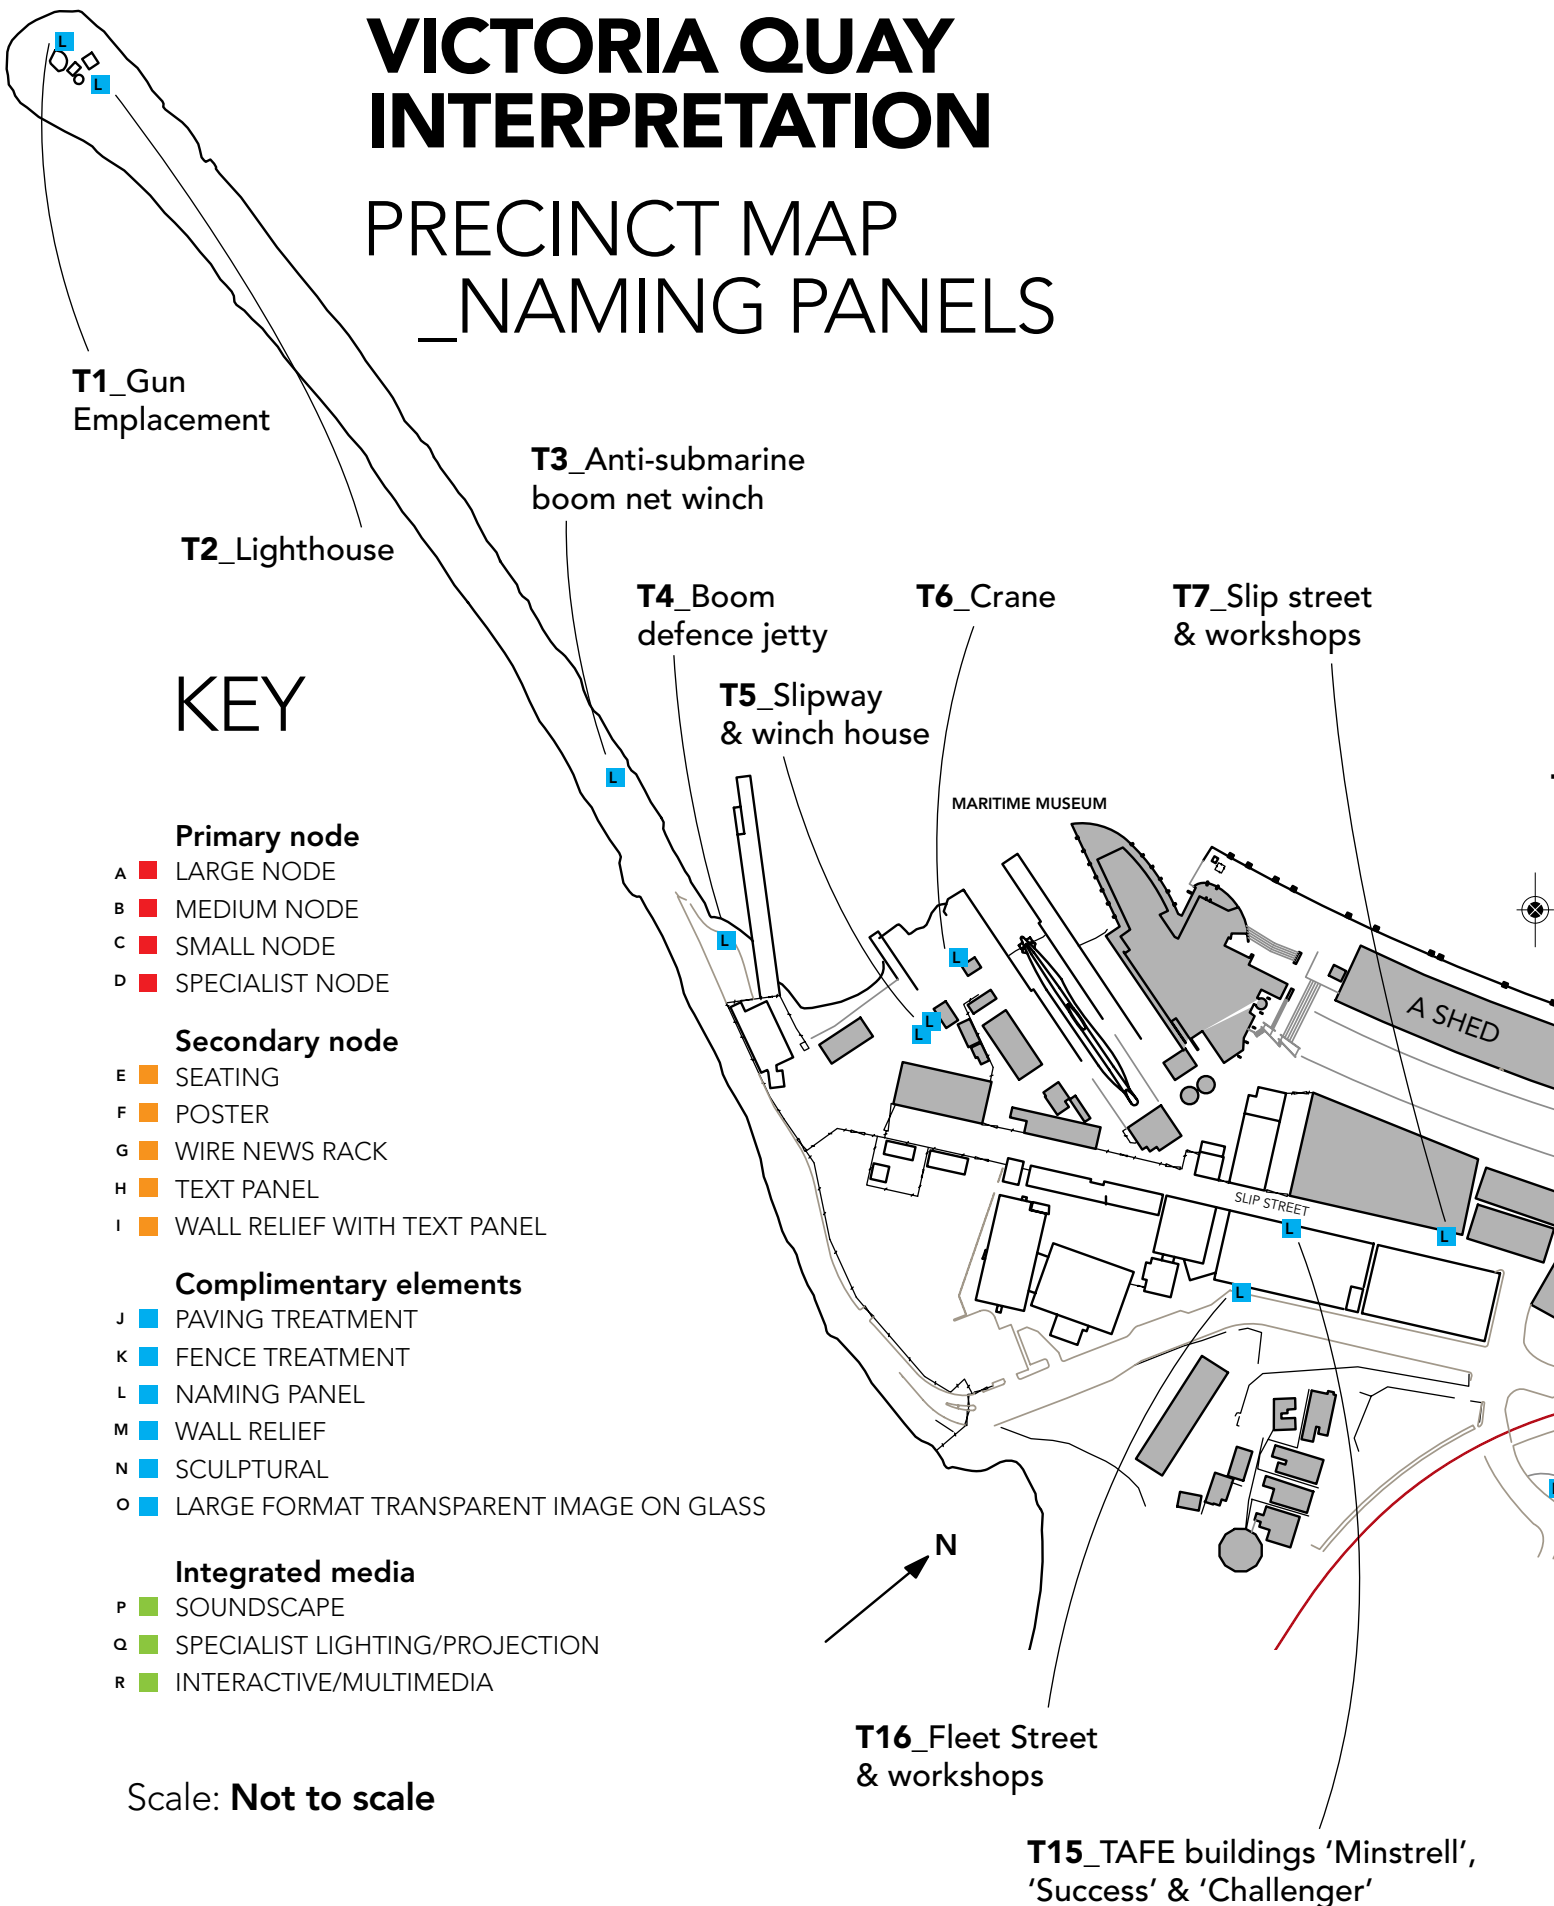 VICTORIA QUAY
INTERPRETATION
PRECINCT MAP
_NAMING PANELS
L
L
T1_Gun
Emplacement
T2_Lighthouse
T3_Anti-submarine
boom net winch
T4_Boom
defence jetty
T5_Slipway
& winch house
T6_Crane
T7_Slip street
& workshops
L
MARITIME MUSEUM
L
L
L
L
A SHED
SLIP STREET
L
L
L
KEY
Primary node
A LARGE NODE
B MEDIUM NODE
C SMALL NODE
D SPECIALIST NODE
Secondary node
E SEATING
F POSTER
G WIRE NEWS RACK
H TEXT PANEL
I WALL RELIEF WITH TEXT PANEL
Complimentary elements
J PAVING TREATMENT
K FENCE TREATMENT
L NAMING PANEL
M WALL RELIEF
N SCULPTURAL
O LARGE FORMAT TRANSPARENT IMAGE ON GLASS
Integrated media
P SOUNDSCAPE
Q SPECIALIST LIGHTING/PROJECTION
R INTERACTIVE/MULTIMEDIA
N
Scale: Not to scale
T16_Fleet Street
& workshops
T15_TAFE buildings ‘Minstrell’,
‘Success’ & ‘Challenger’